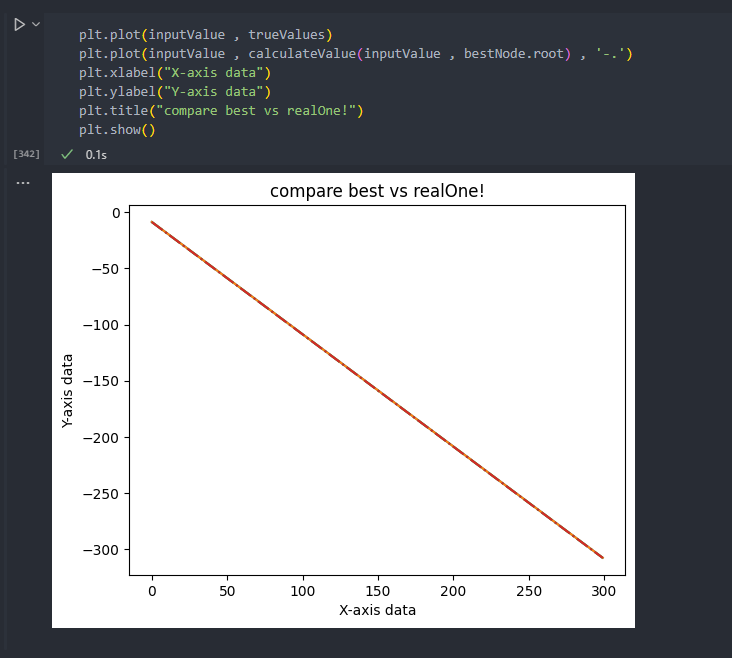 plt.plot(inputValue , trueValues)
plt.plot(inputValue , calculateValue(inputValue , bestNode.root) , '-.')
plt.xlabel("X-axis data")
plt.ylabel("Y-axis data")
plt.title("compare best vs realOne!")
plt.show()
[342] 0.1s
...
compare best vs realOne!
0
−50
−100
−150
−200
−250
−300
Y-axis data
0 50 100 150 200 250 300
X-axis data